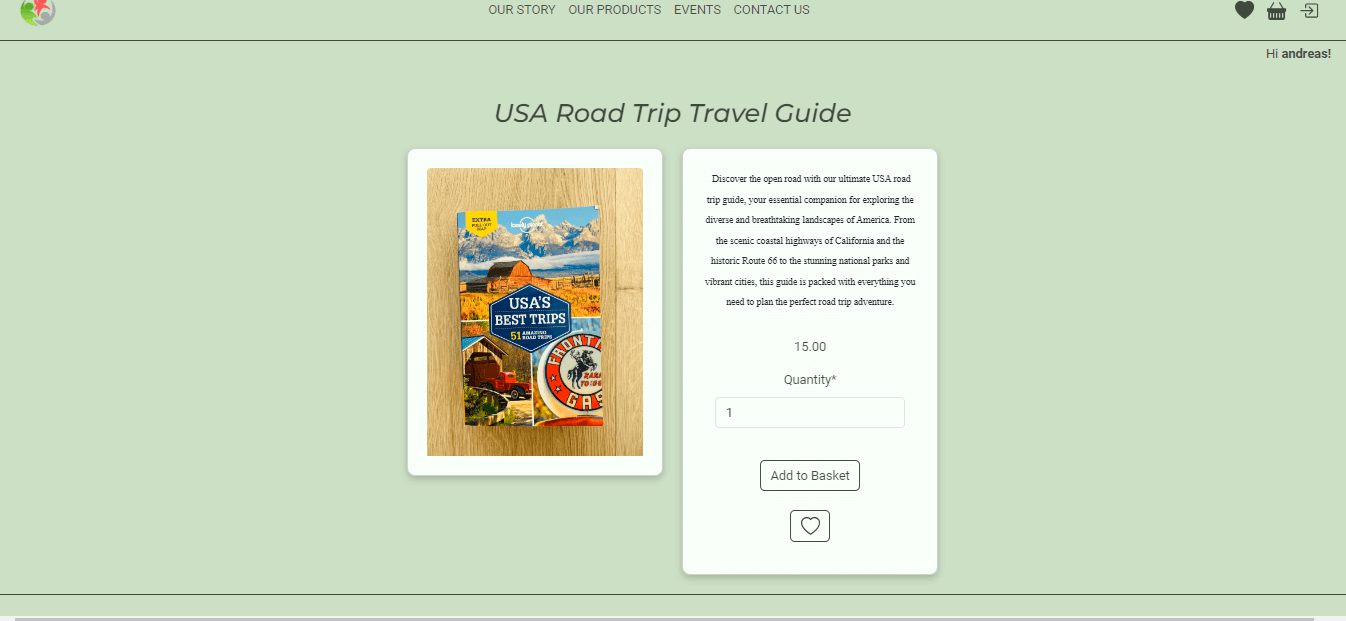 OUR STORY OUR PRODUCTS EVENTS CONTACT US
Hi andreas!
USA Road Trip Travel Guide
EXTRA
PULL-OUT
MAP
lonely planet
USA'S
BEST TRIPS
51 AMAZING
ROAD TRIPS
FRONTI
GAS
Discover the open road with our ultimate USA road
trip guide, your essential companion for exploring the
diverse and breathtaking landscapes of America. From
the scenic coastal highways of California and the
historic Route 66 to the stunning national parks and
vibrant cities, this guide is packed with everything you
need to plan the perfect road trip adventure.
15.00
Quantity*
1
Add to Basket